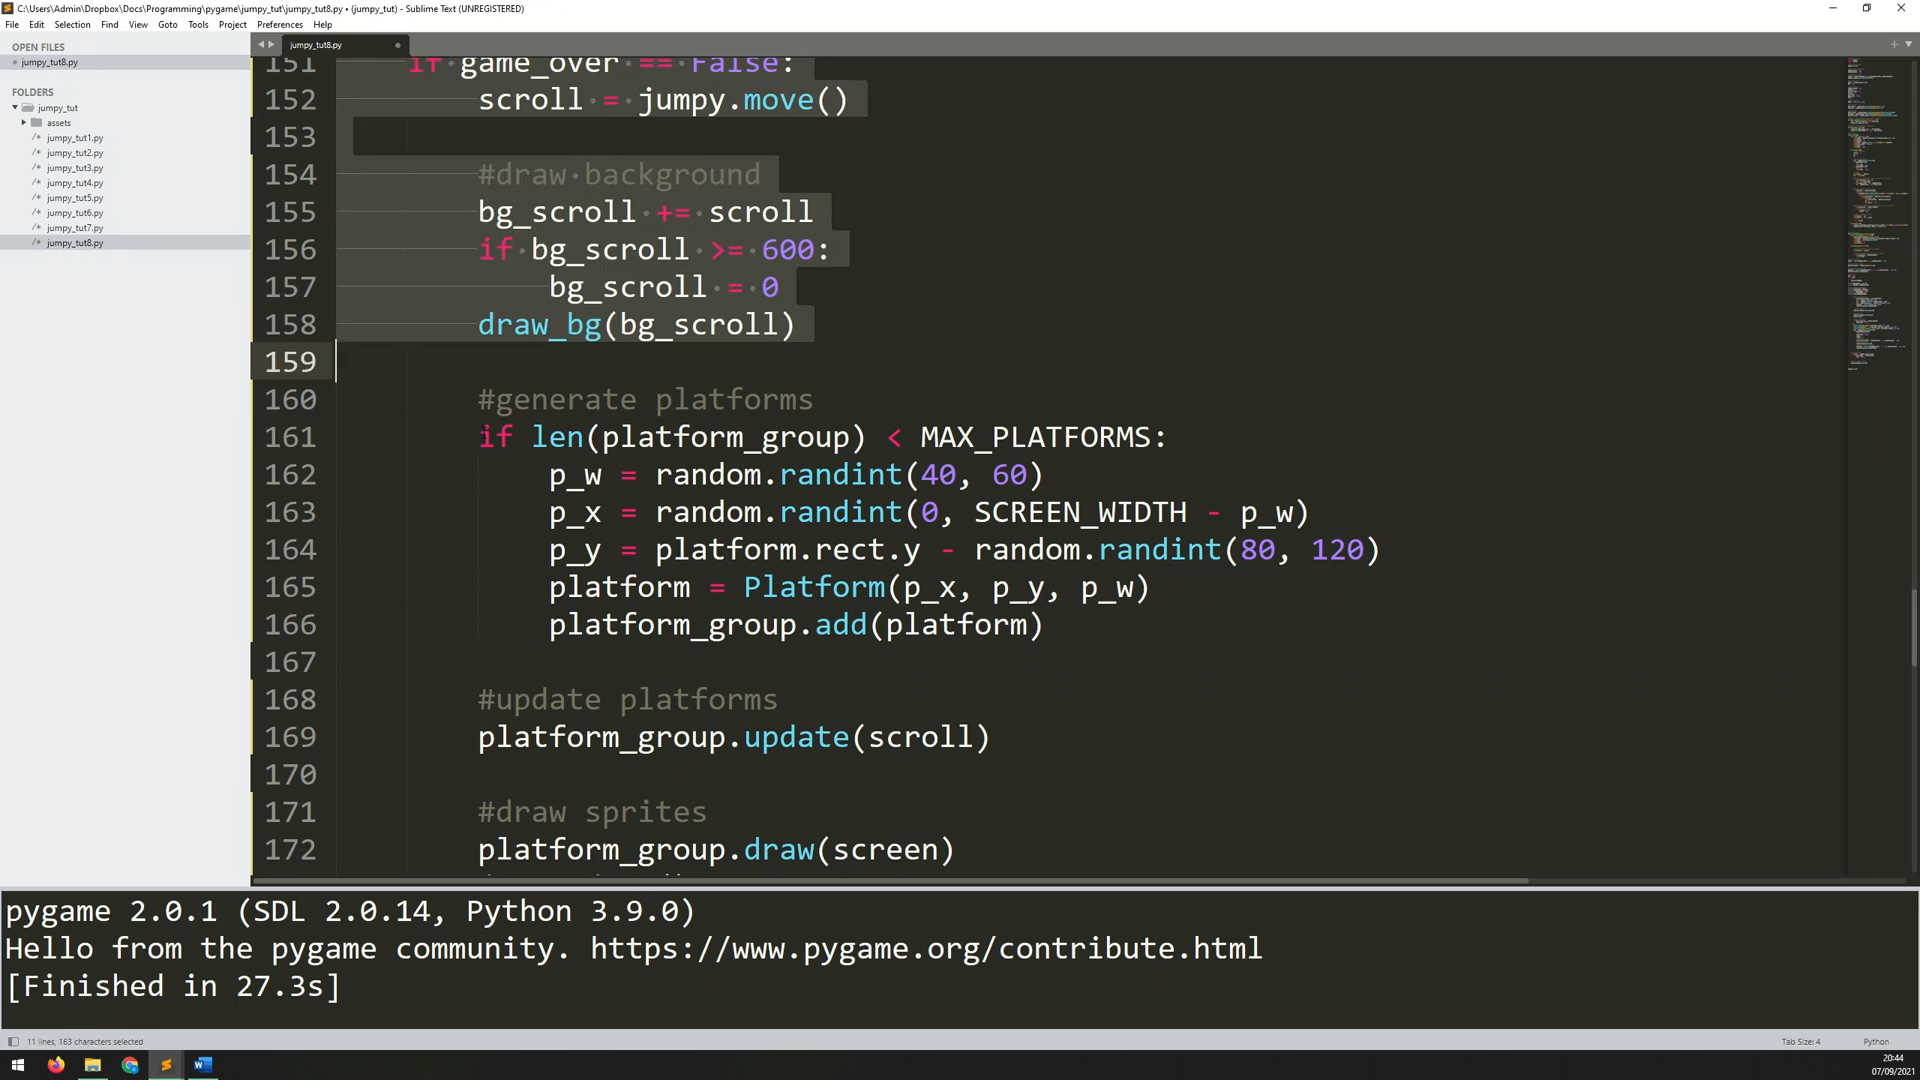 C:\Users\Admin\Dropbox\Docs\Programming\pygame\jumpy_tut\jumpy_tut8.py • (jumpy_tut) - Sublime Text (UNREGISTERED)
File Edit Selection Find View Goto Tools Project Preferences Help
OPEN FILES
jumpy_tut8.py
FOLDERS
jumpy_tut
assets
jumpy_tut1.py
jumpy_tut2.py
jumpy_tut3.py
jumpy_tut4.py
jumpy_tut5.py
jumpy_tut6.py
jumpy_tut7.py
jumpy_tut8.py
jumpy_tut8.py
151 if game_over == False:
152 scroll = jumpy.move()
153
154 #draw background
155 bg_scroll += scroll
156 if bg_scroll >= 600:
157 bg_scroll = 0
158 draw_bg(bg_scroll)
159
160 #generate platforms
161 if len(platform_group) < MAX_PLATFORMS:
162 p_w = random.randint(40, 60)
163 p_x = random.randint(0, SCREEN_WIDTH - p_w)
164 p_y = platform.rect.y - random.randint(80, 120)
165 platform = Platform(p_x, p_y, p_w)
166 platform_group.add(platform)
167
168 #update platforms
169 platform_group.update(scroll)
170
171 #draw sprites
172 platform_group.draw(screen)
pygame 2.0.1 (SDL 2.0.14, Python 3.9.0)
Hello from the pygame community. https://www.pygame.org/contribute.html
[Finished in 27.3s]
11 lines, 163 characters selected
Tab Size: 4
Python
20:44
07/09/2021